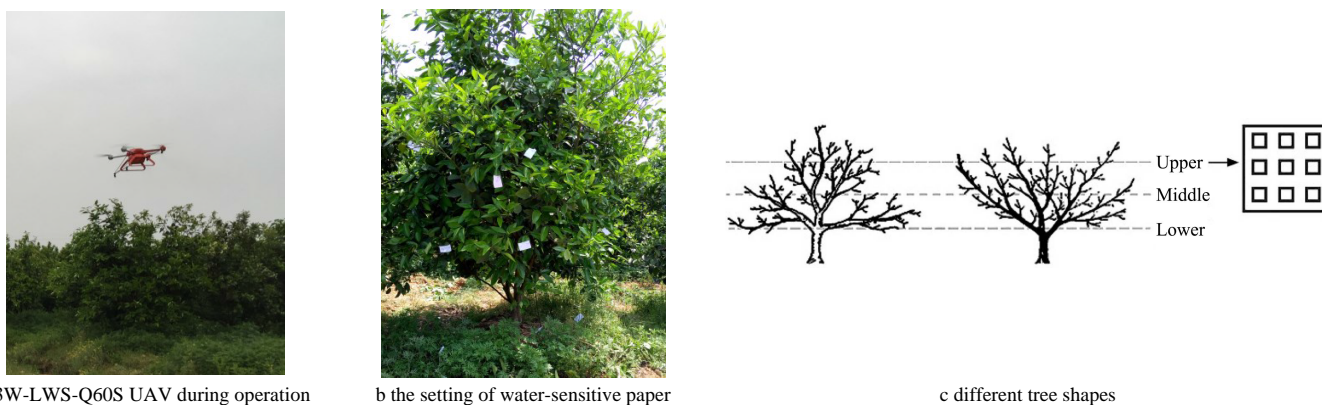 Upper
Middle
Lower
3W-LWS-Q60S UAV during operation
b the setting of water-sensitive paper
c different tree shapes